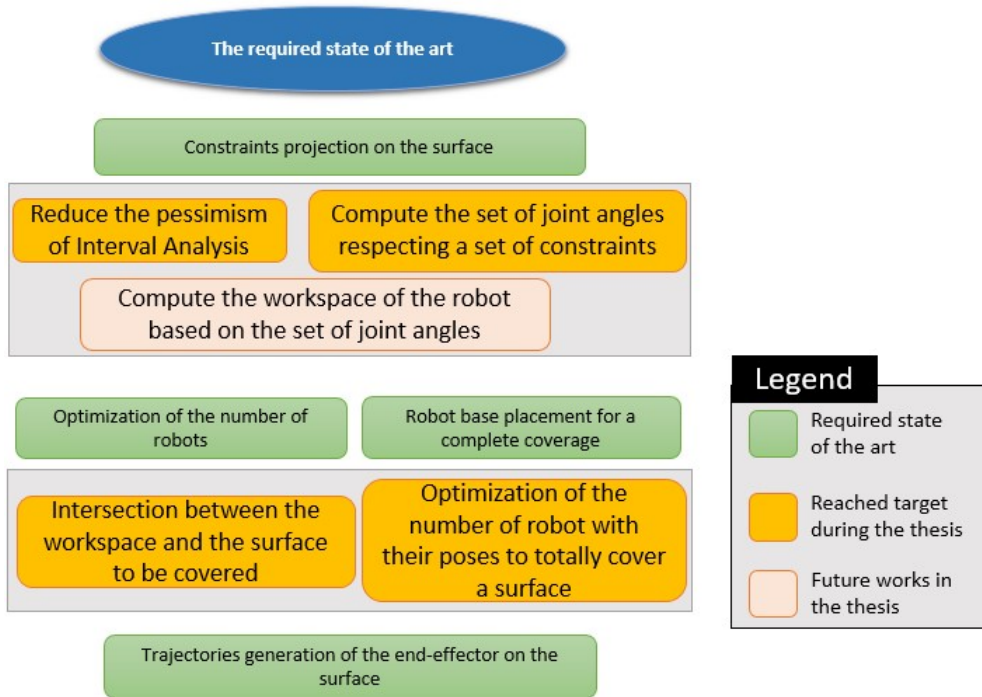 The required state of the art
Constraints projection on the surface
Reduce the pessimism
of Interval Analysis
Compute the set of joint angles
respecting a set of constraints
Compute the workspace of the robot
based on the set of joint angles
Optimization of the number of
robots
Robot base placement for a
complete coverage
Intersection between the
workspace and the surface
to be covered
Optimization of the
number of robot with
their poses to totally cover
a surface
Trajectories generation of the end-effector on the
surface
Legend
Required state
of the art
Reached target
during the thesis
Future works in
the thesis